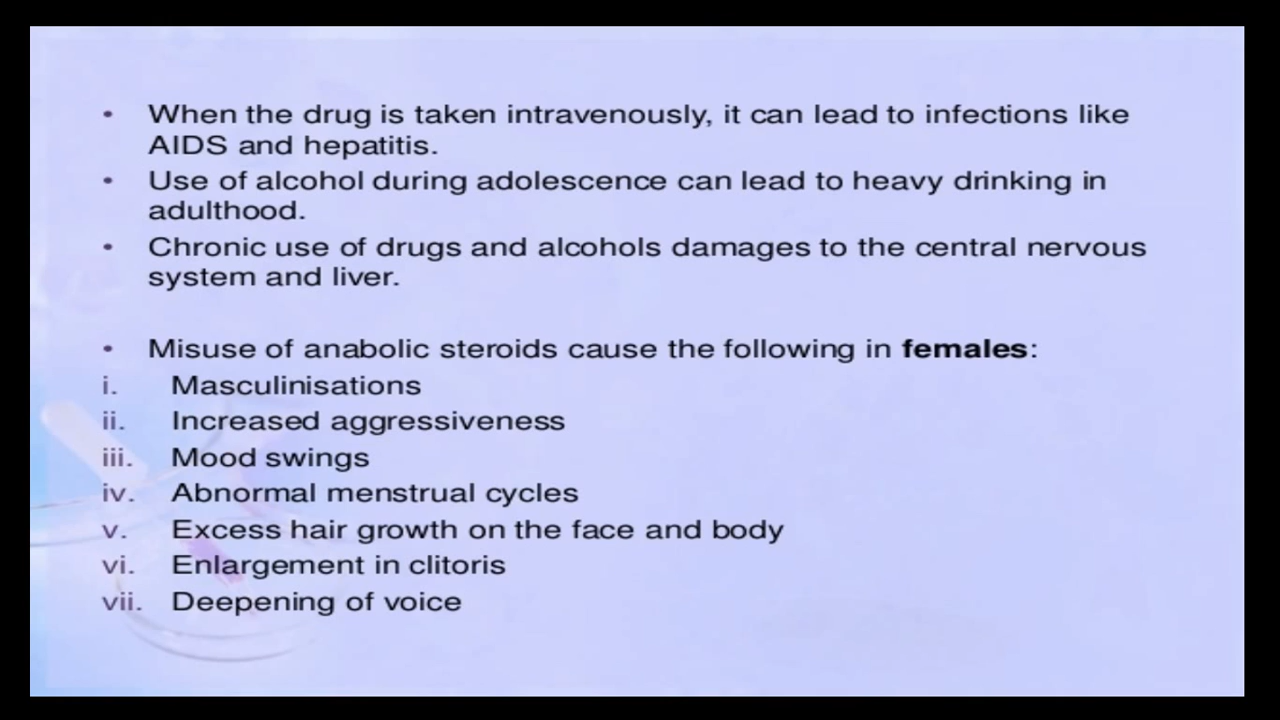 • When the drug is taken intravenously, it can lead to infections like
AIDS and hepatitis.
• Use of alcohol during adolescence can lead to heavy drinking in
adulthood.
• Chronic use of drugs and alcohols damages to the central nervous
system and liver.
• Misuse of anabolic steroids cause the following in females:
i. Masculinisations
ii. Increased aggressiveness
iii. Mood swings
iv. Abnormal menstrual cycles
v. Excess hair growth on the face and body
vi. Enlargement in clitoris
vii. Deepening of voice